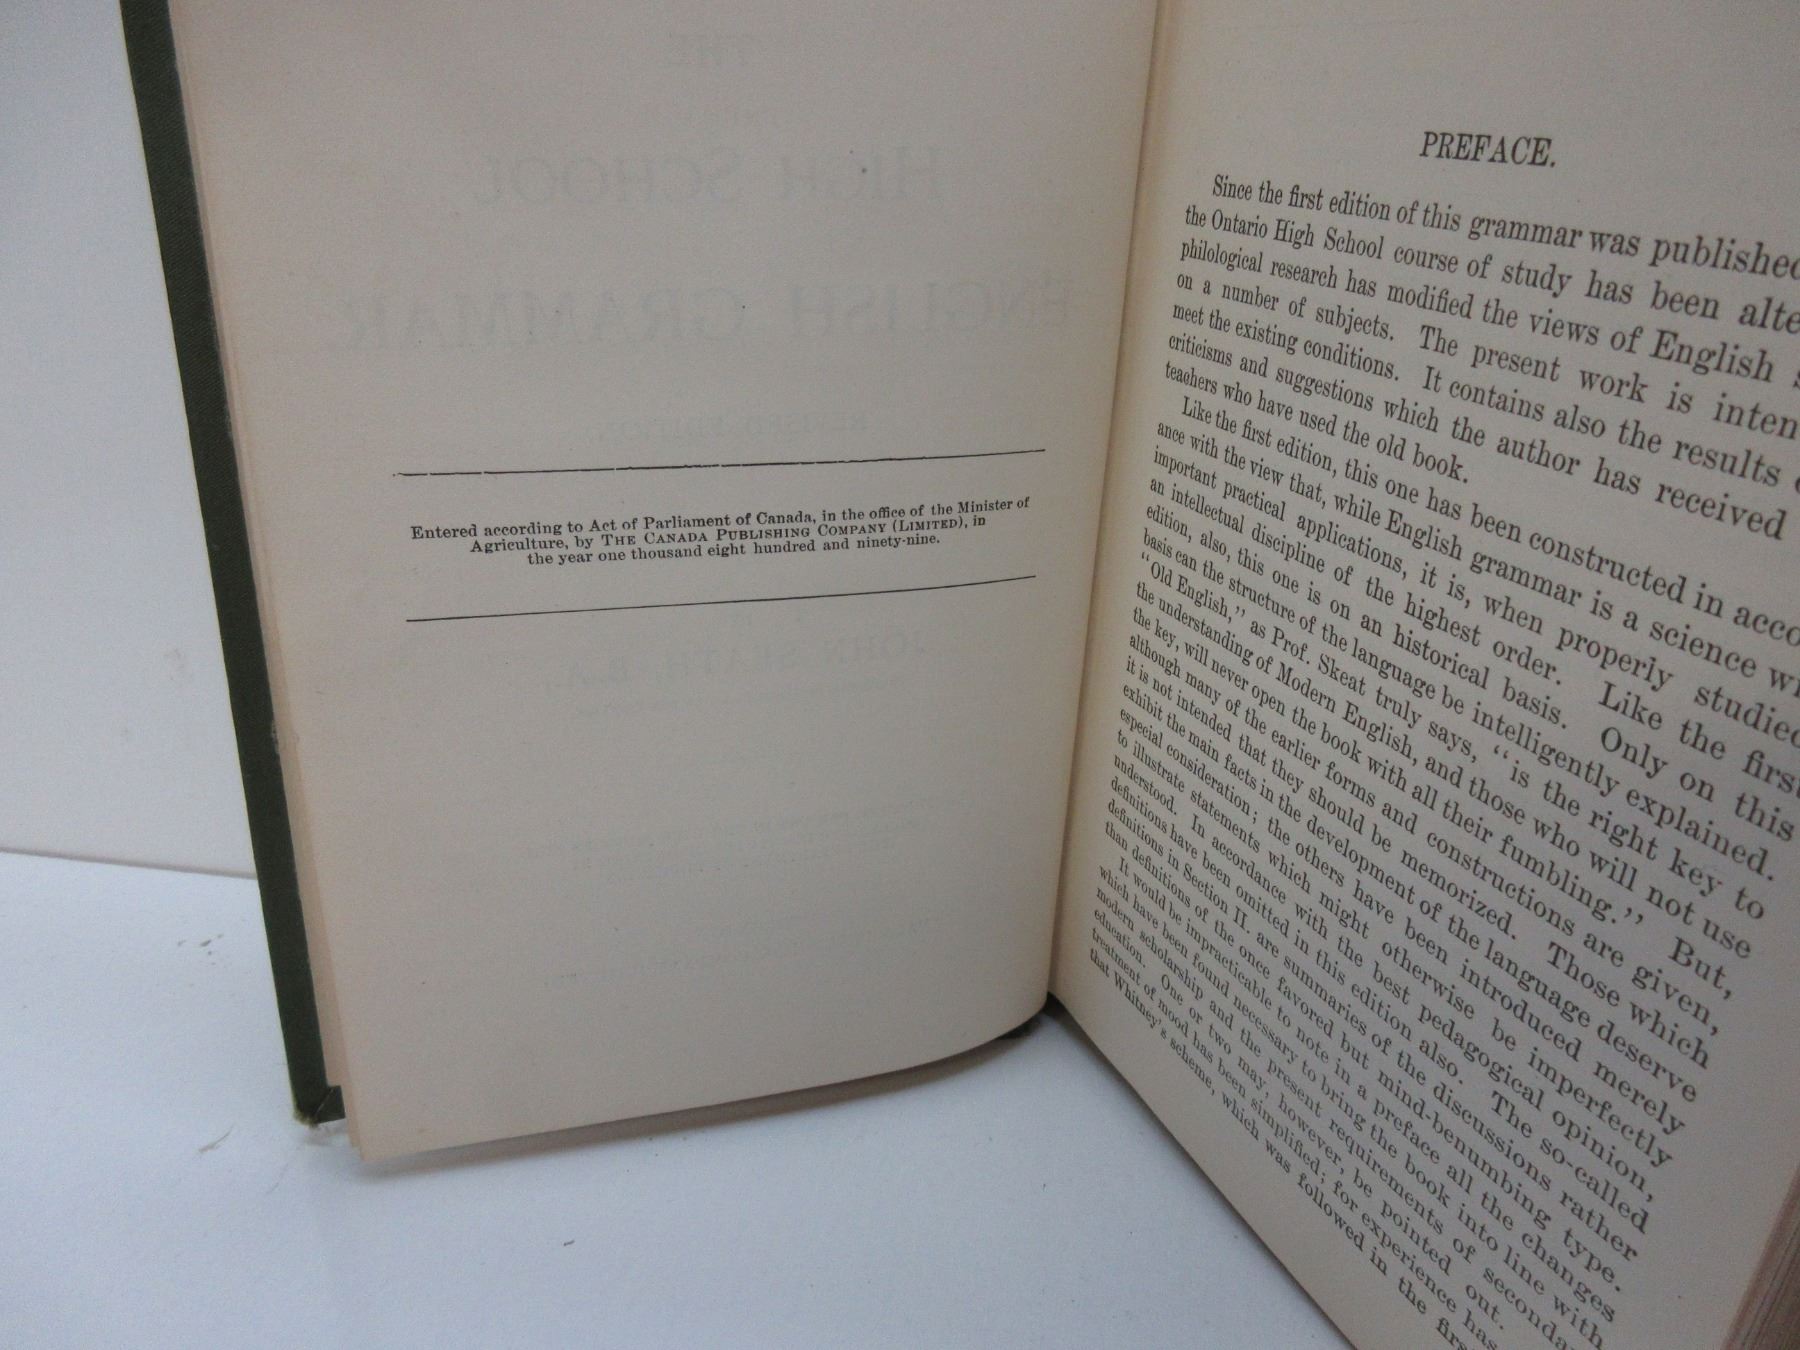 Entered according to Act of Parliament of Canada, in the office of the Minister of
Agriculture, by THE CANADA PUBLISHING COMPANY (LIMITED), in
the year one thousand eight hundred and ninety-nine.
PREFACE.
Since the first edition of this grammar was published
the Ontario High School course of study has been alte
philological research has modified the views of English s
on a number of subjects. The present work is inten
meet the existing conditions. It contains also the results
criticisms and suggestions which the author has received
teachers who have used the old book.
Like the first edition, this one has been constructed in acco
ance with the view that, while English grammar is a science wi
important practical applications, it is, when properly studied
an intellectual discipline of the highest order. Like the first
edition, also, this one is on an historical basis. Only on this
basis can the structure of the language be intelligently explained.
“Old English,” as Prof. Skeat truly says, “is the right key to
the understanding of Modern English, and those who will not use
the key, will never open the book with all their fumbling.” But,
although many of the earlier forms and constructions are given,
it is not intended that they should be memorized. Those which
exhibit the main facts in the development of the language deserve
especial consideration; the others have been introduced merely
to illustrate statements which might otherwise be imperfectly
understood. In accordance with the best pedagogical opinion,
definitions have been omitted in this edition also. The so-called
definitions in Section II. are summaries of the discussions rather
than definitions of the once favored but mind-benumbing type.
It would be impracticable to note in a preface all the changes
which have been found necessary to bring the book into line with
modern scholarship and the present requirements of seconda
education. One or two may, however, be pointed out.
treatment of mood has been simplified; for experience has
that Whitney's scheme, which was followed in the firs
THE
HIGH SCHOOL
ENGLISH GRAMMAR
REVISED EDITION